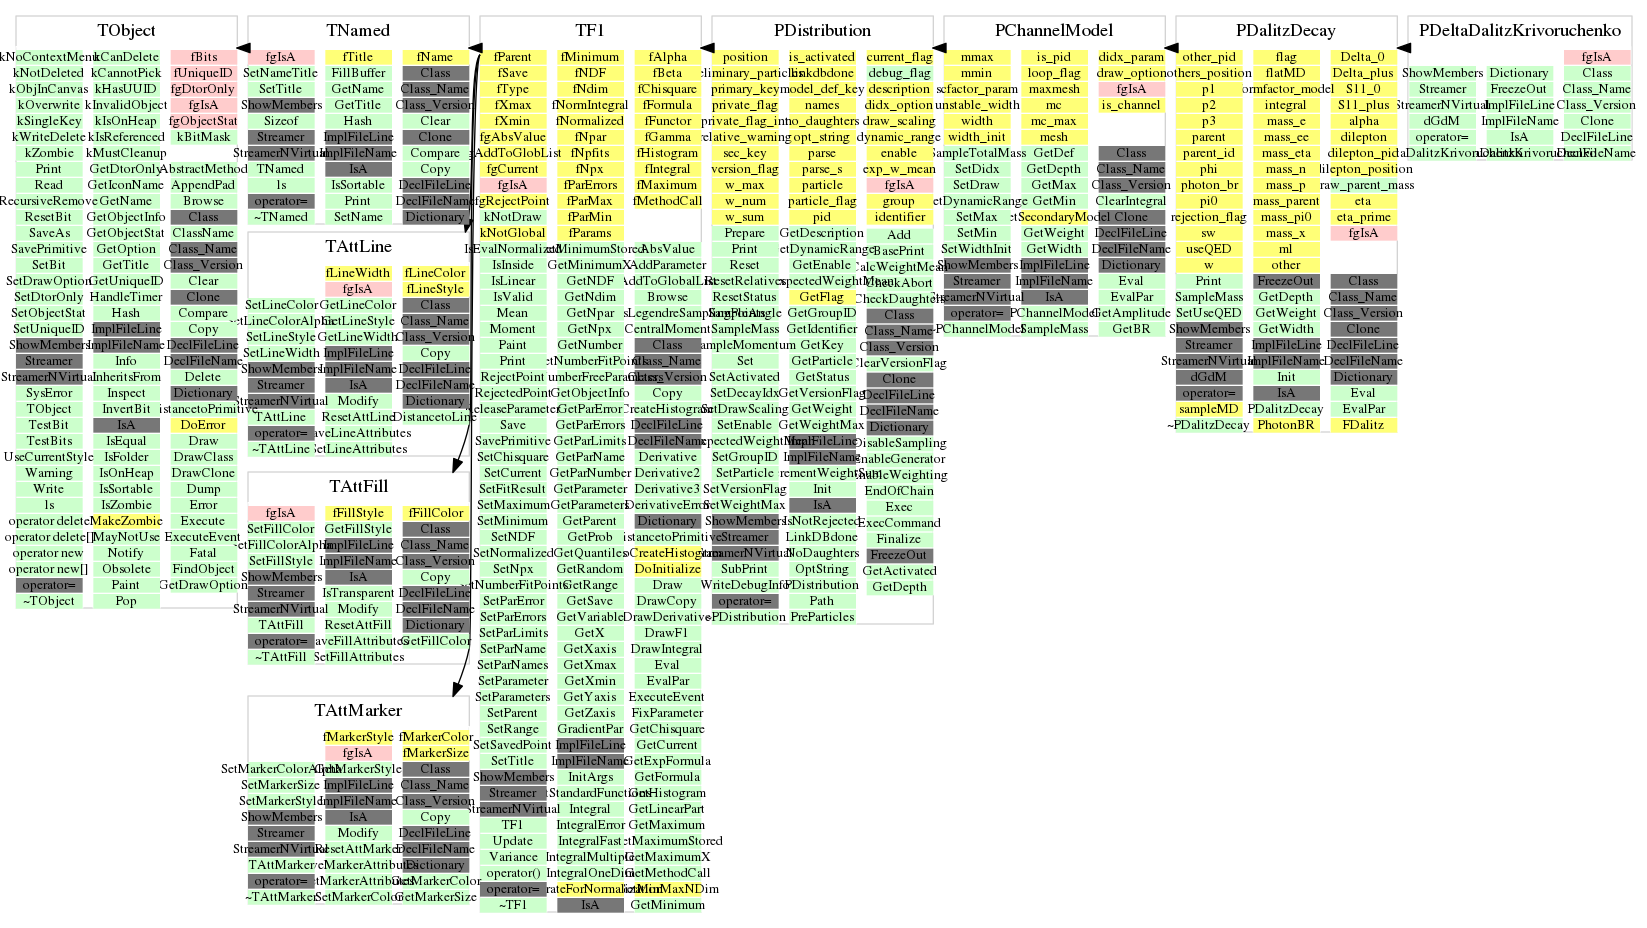 TObject
kNoContextMenu kCanDelete fBits
kNotDeleted kCannotPick fUniqueID
kObjInCanvas kHasUUID fgDtorOnly
kOverwrite kInvalidObject fgIsA
kSingleKey kIsOnHeap fgObjectStat
kWriteDelete kIsReferenced kBitMask
kZombie kMustCleanup
Print GetDtorOnly AbstractMethod
Read GetIconName AppendPad
RecursiveRemove GetName Browse
ResetBit GetObjectInfo Class
SaveAs GetObjectStat ClassName
SavePrimitive GetOption Class_Name
SetBit GetTitle Class_Version
SetDrawOption GetUniqueID Clear
SetDtorOnly HandleTimer Clone
SetObjectStat Hash Compare
SetUniqueID ImplFileLine Copy
ShowMembers ImplFileName DeclFileLine
Streamer Info DeclFileName
StreamerNVirtual InheritsFrom Delete
SysError Inspect Dictionary
TObject InvertBit DistancetoPrimitive
TestBit IsA DoError
TestBits IsEqual Draw
UseCurrentStyle IsFolder DrawClass
Warning IsOnHeap DrawClone
Write IsSortable Dump
ls IsZombie Error
operator delete MakeZombie Execute
operator delete[] MayNotUse ExecuteEvent
operator new Notify Fatal
operator new[] Obsolete FindObject
operator= Paint GetDrawOption
~TObject Pop
TNamed
fgIsA fTitle fName
SetNameTitle FillBuffer Class
SetTitle GetName Class_Name
ShowMembers GetTitle Class_Version
Sizeof Hash Clear
Streamer ImplFileLine Clone
StreamerNVirtual ImplFileName Compare
TNamed IsA Copy
ls IsSortable DeclFileLine
operator= Print DeclFileName
~TNamed SetName Dictionary
TAttLine
fLineWidth fLineColor
fgIsA fLineStyle
SetLineColor GetLineColor Class
SetLineColorAlpha GetLineStyle Class_Name
SetLineStyle GetLineWidth Class_Version
SetLineWidth ImplFileLine Copy
ShowMembers ImplFileName DeclFileLine
Streamer IsA DeclFileName
StreamerNVirtual Modify Dictionary
TAttLine ResetAttLine DistancetoLine
operator= SaveLineAttributes
~TAttLine SetLineAttributes
TAttFill
fgIsA fFillStyle fFillColor
SetFillColor GetFillStyle Class
SetFillColorAlpha ImplFileLine Class_Name
SetFillStyle ImplFileName Class_Version
ShowMembers IsA Copy
Streamer IsTransparent DeclFileLine
StreamerNVirtual Modify DeclFileName
TAttFill ResetAttFill Dictionary
operator= SaveFillAttributes GetFillColor
~TAttFill SetFillAttributes
TAttMarker
fMarkerStyle fMarkerColor
fgIsA fMarkerSize
SetMarkerColorAlpha GetMarkerStyle Class
SetMarkerSize ImplFileLine Class_Name
SetMarkerStyle ImplFileName Class_Version
ShowMembers IsA Copy
Streamer Modify DeclFileLine
StreamerNVirtual ResetAttMarker DeclFileName
TAttMarker SaveMarkerAttributes Dictionary
operator= SetMarkerAttributes GetMarkerColor
~TAttMarker SetMarkerColor GetMarkerSize
TF1
fParent fMinimum fAlpha
fSave fNDF fBeta
fType fNdim fChisquare
fXmax fNormIntegral fFormula
fXmin fNormalized fFunctor
fgAbsValue fNpar fGamma
fgAddToGlobList fNpfits fHistogram
fgCurrent fNpx fIntegral
fgIsA fParErrors fMaximum
fgRejectPoint fParMax fMethodCall
kNotDraw fParMin
kNotGlobal fParams
IsEvalNormalized GetMinimumStored AbsValue
IsInside GetMinimumX AddParameter
IsLinear GetNDF AddToGlobalList
IsValid GetNdim Browse
Mean GetNpar CalcGaussLegendreSamplingPoints
Moment GetNpx CentralMoment
Paint GetNumber Class
Print GetNumberFitPoints Class_Name
RejectPoint GetNumberFreeParameters Class_Version
RejectedPoint GetObjectInfo Copy
ReleaseParameter GetParError CreateHistogram
Save GetParErrors DeclFileLine
SavePrimitive GetParLimits DeclFileName
SetChisquare GetParName Derivative
SetCurrent GetParNumber Derivative2
SetFitResult GetParameter Derivative3
SetMaximum GetParameters DerivativeError
SetMinimum GetParent Dictionary
SetNDF GetProb DistancetoPrimitive
SetNormalized GetQuantiles DoCreateHistogram
SetNpx GetRandom DoInitialize
SetNumberFitPoints GetRange Draw
SetParError GetSave DrawCopy
SetParErrors GetVariable DrawDerivative
SetParLimits GetX DrawF1
SetParName GetXaxis DrawIntegral
SetParNames GetXmax Eval
SetParameter GetXmin EvalPar
SetParameters GetYaxis ExecuteEvent
SetParent GetZaxis FixParameter
SetRange GradientPar GetChisquare
SetSavedPoint ImplFileLine GetCurrent
SetTitle ImplFileName GetExpFormula
ShowMembers InitArgs GetFormula
Streamer InitStandardFunctions GetHistogram
StreamerNVirtual Integral GetLinearPart
TF1 IntegralError GetMaximum
Update IntegralFast GetMaximumStored
Variance IntegralMultiple GetMaximumX
operator() IntegralOneDim GetMethodCall
operator= GetMinMaxNDim
~TF1 IsA GetMinimum
PDistribution
position is_activated current_flag
preliminary_particles linkdbdone debug_flag
primary_key model_def_key description
private_flag names didx_option
private_flag_int no_daughters draw_scaling
relative_warning opt_string dynamic_range
sec_key parse enable
version_flag parse_s exp_w_mean
w_max particle fgIsA
w_num particle_flag group
w_sum pid identifier
Prepare GetDescription Add
Print GetDynamicRange BasePrint
Reset GetEnable CalcWeightMean
ResetRelatives GetExpectedWeightMean CheckAbort
ResetStatus GetFlag CheckDaughters
SampleAngle GetGroupID Class
SampleMass GetIdentifier Class_Name
SampleMomentum GetKey Class_Version
Set GetParticle ClearVersionFlag
SetActivated GetStatus Clone
SetDecayIdx GetVersionFlag DeclFileLine
SetDrawScaling GetWeight DeclFileName
SetEnable GetWeightMax Dictionary
SetExpectedWeightMean ImplFileLine DisableSampling
SetGroupID ImplFileName EnableGenerator
SetParticle IncrementWeightSum EnableWeighting
SetVersionFlag Init EndOfChain
SetWeightMax IsA Exec
ShowMembers IsNotRejected ExecCommand
Streamer LinkDBdone Finalize
StreamerNVirtual NoDaughters FreezeOut
SubPrint OptString GetActivated
WriteDebugInfo PDistribution GetDepth
operator= Path
~PDistribution PreParticles
PChannelModel
mmax is_pid didx_param
mmin loop_flag draw_option
scfactor_param maxmesh fgIsA
unstable_width mc is_channel
width mc_max
width_init mesh
SampleTotalMass GetDef Class
SetDidx GetDepth Class_Name
SetDraw GetMax Class_Version
SetDynamicRange GetMin ClearIntegral
SetMax GetSecondaryModel Clone
SetMin GetWeight DeclFileLine
SetWidthInit GetWidth DeclFileName
ShowMembers ImplFileLine Dictionary
Streamer ImplFileName Eval
StreamerNVirtual IsA EvalPar
operator= PChannelModel GetAmplitude
~PChannelModel SampleMass GetBR
PDalitzDecay
other_pid flag Delta_0
others_position flatMD Delta_plus
p1 formfactor_model S11_0
p2 integral S11_plus
p3 mass_e alpha
parent mass_ee dilepton
parent_id mass_eta dilepton_pid
phi mass_n dilepton_position
photon_br mass_p draw_parent_mass
pi0 mass_parent eta
rejection_flag mass_pi0 eta_prime
sw mass_x fgIsA
useQED ml
w other
Print FreezeOut Class
SampleMass GetDepth Class_Name
SetUseQED GetWeight Class_Version
ShowMembers GetWidth Clone
Streamer ImplFileLine DeclFileLine
StreamerNVirtual ImplFileName DeclFileName
dGdM Init Dictionary
operator= IsA Eval
sampleMD PDalitzDecay EvalPar
~PDalitzDecay PhotonBR FDalitz
PDeltaDalitzKrivoruchenko
fgIsA
ShowMembers Dictionary Class
Streamer FreezeOut Class_Name
StreamerNVirtual ImplFileLine Class_Version
dGdM ImplFileName Clone
operator= IsA DeclFileLine
DeclFileName